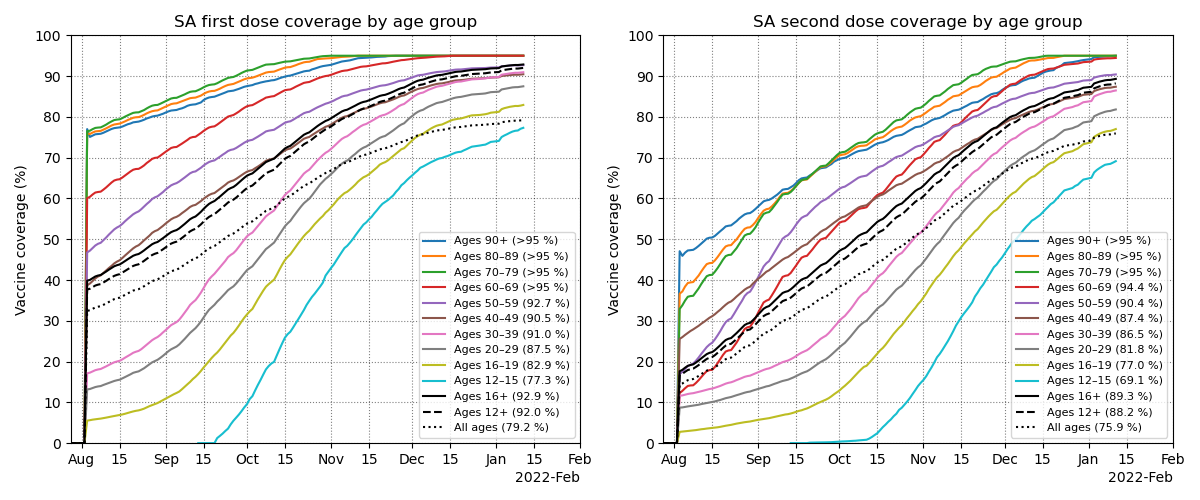 SA first dose coverage by age group
Vaccine coverage (%)
100
90
80
70
60
50
40
30
20
10
0
Ages 90+ (>95 %)
Ages 80–89 (>95 %)
Ages 70–79 (>95 %)
Ages 60–69 (>95 %)
Ages 50–59 (92.7 %)
Ages 40–49 (90.5 %)
Ages 30–39 (91.0 %)
Ages 20–29 (87.5 %)
Ages 16–19 (82.9 %)
Ages 12–15 (77.3 %)
Ages 16+ (92.9 %)
Ages 12+ (92.0 %)
All ages (79.2 %)
Aug 15 Sep 15 Oct 15 Nov 15 Dec 15 Jan 15 Feb
2022-Feb
SA second dose coverage by age group
Vaccine coverage (%)
100
90
80
70
60
50
40
30
20
10
0
Ages 90+ (>95 %)
Ages 80–89 (>95 %)
Ages 70–79 (>95 %)
Ages 60–69 (94.4 %)
Ages 50–59 (90.4 %)
Ages 40–49 (87.4 %)
Ages 30–39 (86.5 %)
Ages 20–29 (81.8 %)
Ages 16–19 (77.0 %)
Ages 12–15 (69.1 %)
Ages 16+ (89.3 %)
Ages 12+ (88.2 %)
All ages (75.9 %)
Aug 15 Sep 15 Oct 15 Nov 15 Dec 15 Jan 15 Feb
2022-Feb